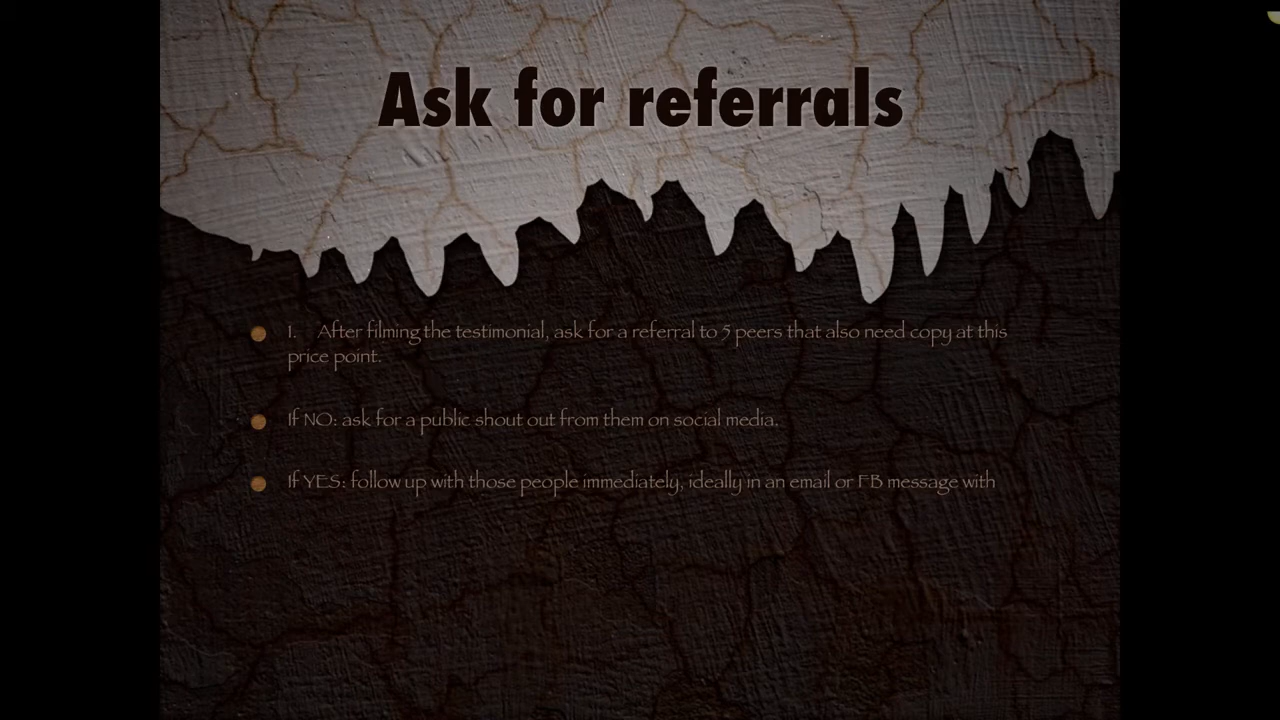 Ask for referrals
1. After filming the testimonial, ask for a referral to 5 peers that also need copy at this
price point.
If NO: ask for a public shout out from them on social media.
If YES: follow up with those people immediately, ideally in an email or FB message with